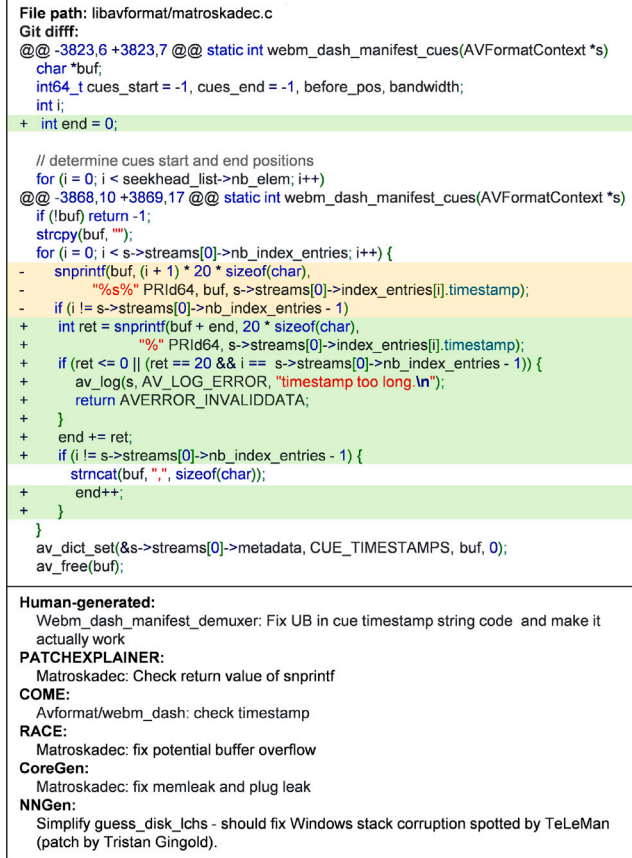 File path: libavformat/matroskadec.c
Git difff:
@@ -3823,6 +3823,7 @@ static int webm_dash_manifest_cues(AVFormatContext *s)
char *buf;
int64_t cues_start = -1, cues_end = -1, before_pos, bandwidth;
int i;
+ int end = 0;
// determine cues start and end positions
for (i = 0; i < seekhead_list->nb_elem; i++)
@@ -3868,10 +3869,17 @@ static int webm_dash_manifest_cues(AVFormatContext *s)
if (!buf) return -1;
strcpy(buf, "");
for (i = 0; i < s->streams[0]->nb_index_entries; i++) {
- snprintf(buf, (i + 1) * 20 * sizeof(char),
- "%s%" PRId64, buf, s->streams[0]->index_entries[i].timestamp);
- if (i != s->streams[0]->nb_index_entries - 1)
+ int ret = snprintf(buf + end, 20 * sizeof(char),
+ "%" PRId64, s->streams[0]->index_entries[i].timestamp);
+ if (ret <= 0 || (ret == 20 && i == s->streams[0]->nb_index_entries - 1)) {
+ av_log(s, AV_LOG_ERROR, "timestamp too long.\n");
+ return AVERROR_INVALIDDATA;
+ }
+ end += ret;
+ if (i != s->streams[0]->nb_index_entries - 1) {
strncat(buf, ",", sizeof(char));
+ end++;
+ }
}
av_dict_set(&s->streams[0]->metadata, CUE_TIMESTAMPS, buf, 0);
av_free(buf);
Human-generated:
Webm_dash_manifest_demuxer: Fix UB in cue timestamp string code and make it
actually work
PATCHEXPLAINER:
Matroskadec: Check return value of snprintf
COME:
Avformat/webm_dash: check timestamp
RACE:
Matroskadec: fix potential buffer overflow
CoreGen:
Matroskadec: fix memleak and plug leak
NNGen:
Simplify guess_disk_lchs - should fix Windows stack corruption spotted by TeLeMan
(patch by Tristan Gingold).